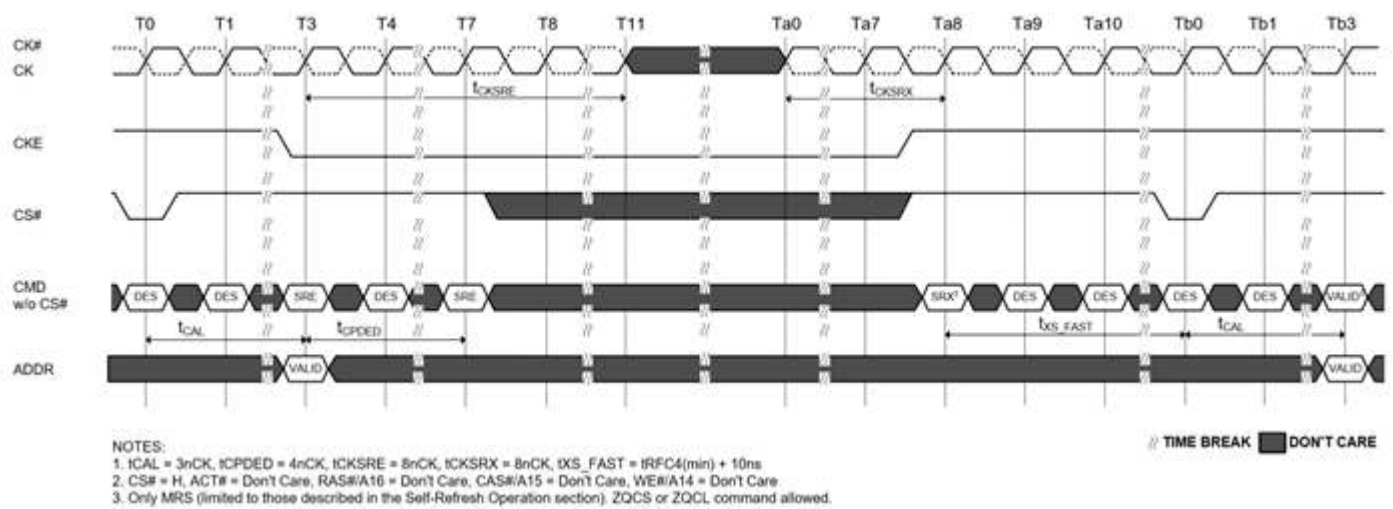 T0 T1 T3 T4 T7 T8 T11 Ta0 Ta7 Ta8 Ta9 Ta10 Tb0 Tb1 Tb3
CK#
CK
tCKSRE tCKSRX
CKE
CS#
CMD
w/o CS#
DES DES SRE DES SRE SRX¹ DES DES DES DES VALID³
tCAL tCPDED tXS_FAST tCAL
ADDR
VALID VALID
NOTES:
1. tCAL = 3nCK, tCPDED = 4nCK, tCKSRE = 8nCK, tCKSRX = 8nCK, tXS_FAST = tRFC4(min) + 10ns
2. CS# = H, ACT# = Don't Care, RAS#/A16 = Don't Care, CAS#/A15 = Don't Care, WE#/A14 = Don't Care
3. Only MRS (limited to those described in the Self-Refresh Operation section). ZQCS or ZQCL command allowed.
TIME BREAK DON'T CARE